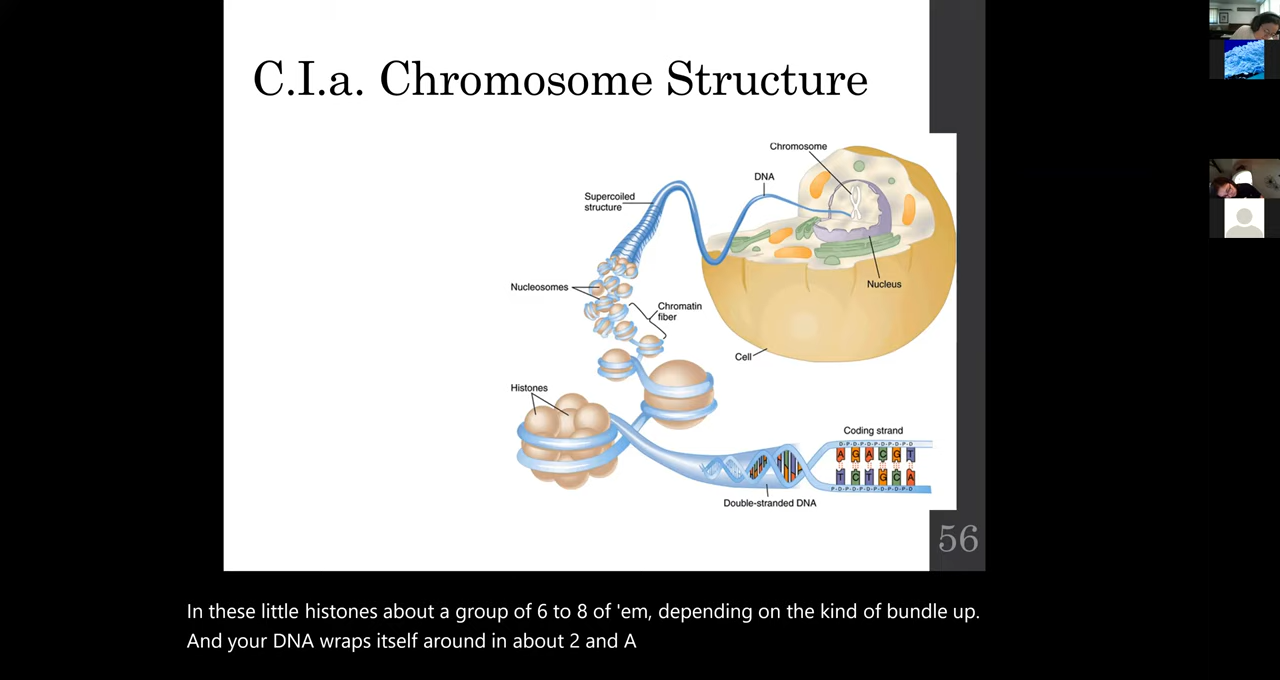 C.I.a. Chromosome Structure
Chromosome
DNA
Supercoiled
structure
Nucleosomes
Chromatin
fiber
Nucleus
Cell
Histones
Coding strand
D-P-D-P-D-P-D-P-D-P-D
A G A C G T
T C T G C A
P-D-P-D-P-D-P-D-P-D-P-D
Double-stranded DNA
56
In these little histones about a group of 6 to 8 of 'em, depending on the kind of bundle up.
And your DNA wraps itself around in about 2 and A